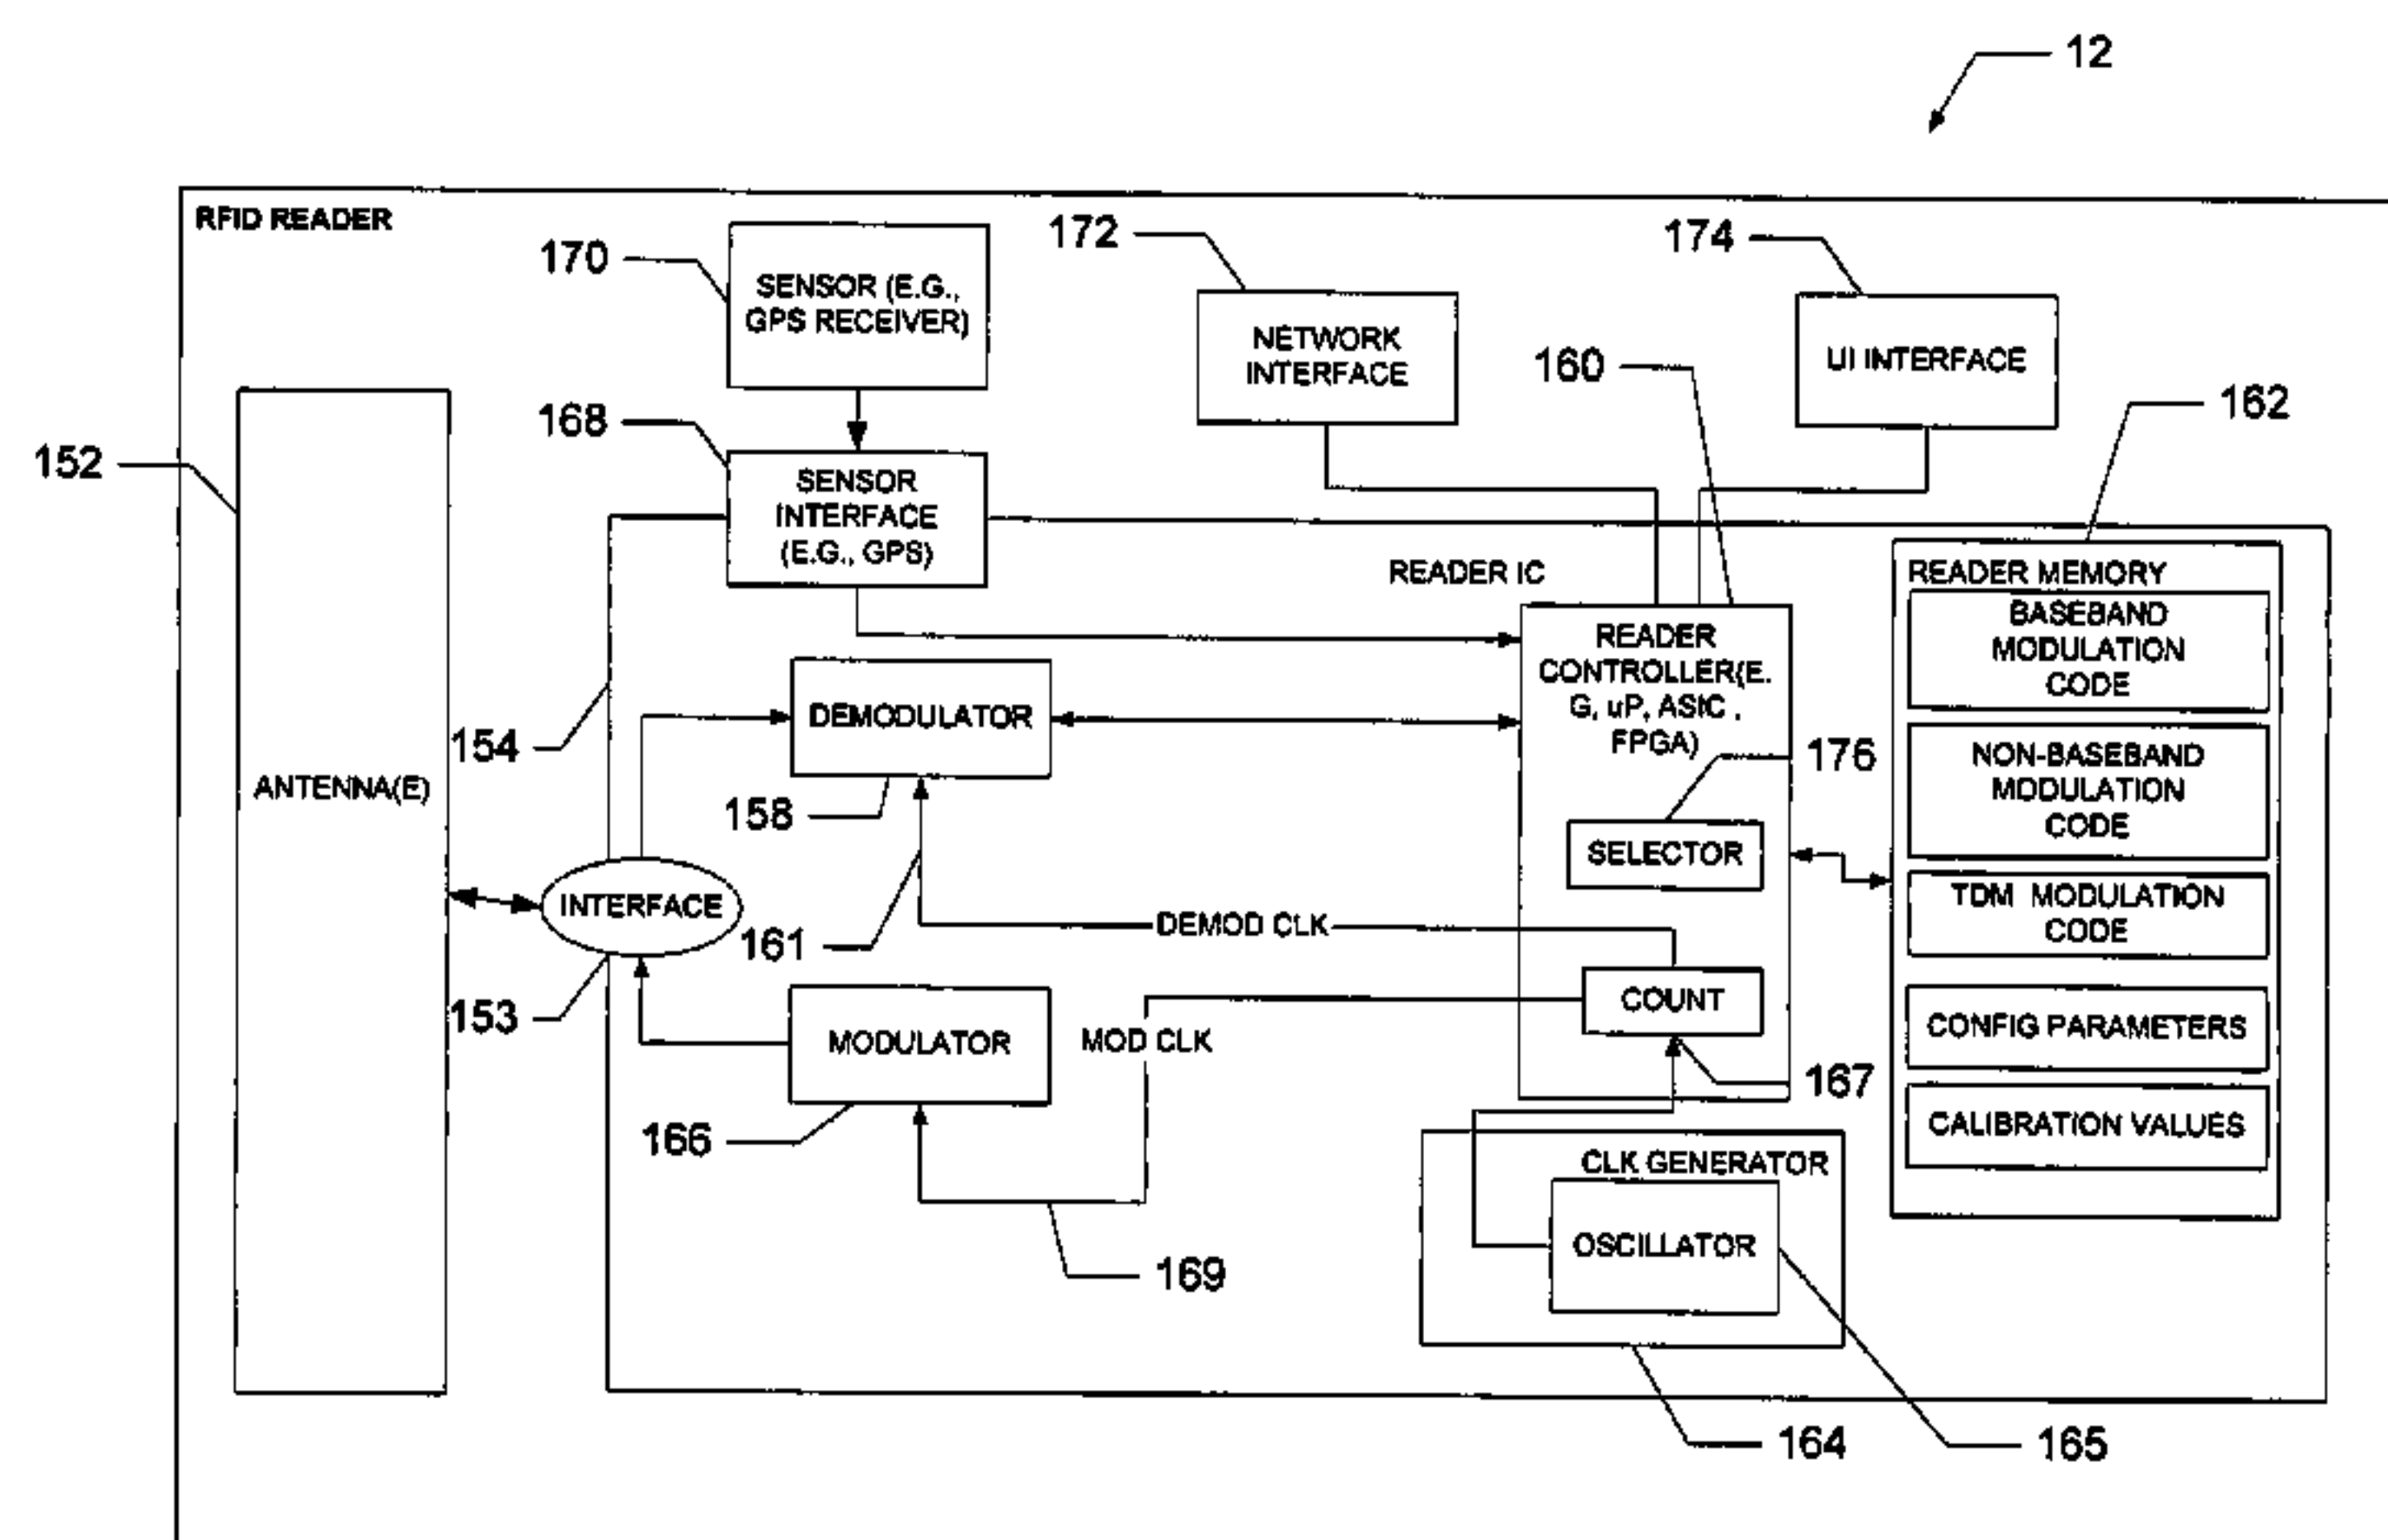 12
RFID READER
170
SENSOR (E.G.,
GPS RECEIVER)
172
NETWORK
INTERFACE
174
UI INTERFACE
160
162
152
ANTENNA(E)
168
SENSOR
INTERFACE
(E.G., GPS)
READER IC
READER
CONTROLLER(E.
G, uP, ASIC ,
FPGA)
READER MEMORY
BASEBAND
MODULATION
CODE
NON-BASEBAND
MODULATION
CODE
TDM MODULATION
CODE
CONFIG PARAMETERS
CALIBRATION VALUES
154
DEMODULATOR
158
176
SELECTOR
INTERFACE
161
DEMOD CLK
153
MODULATOR
MOD CLK
COUNT
167
166
CLK GENERATOR
OSCILLATOR
169
164
165